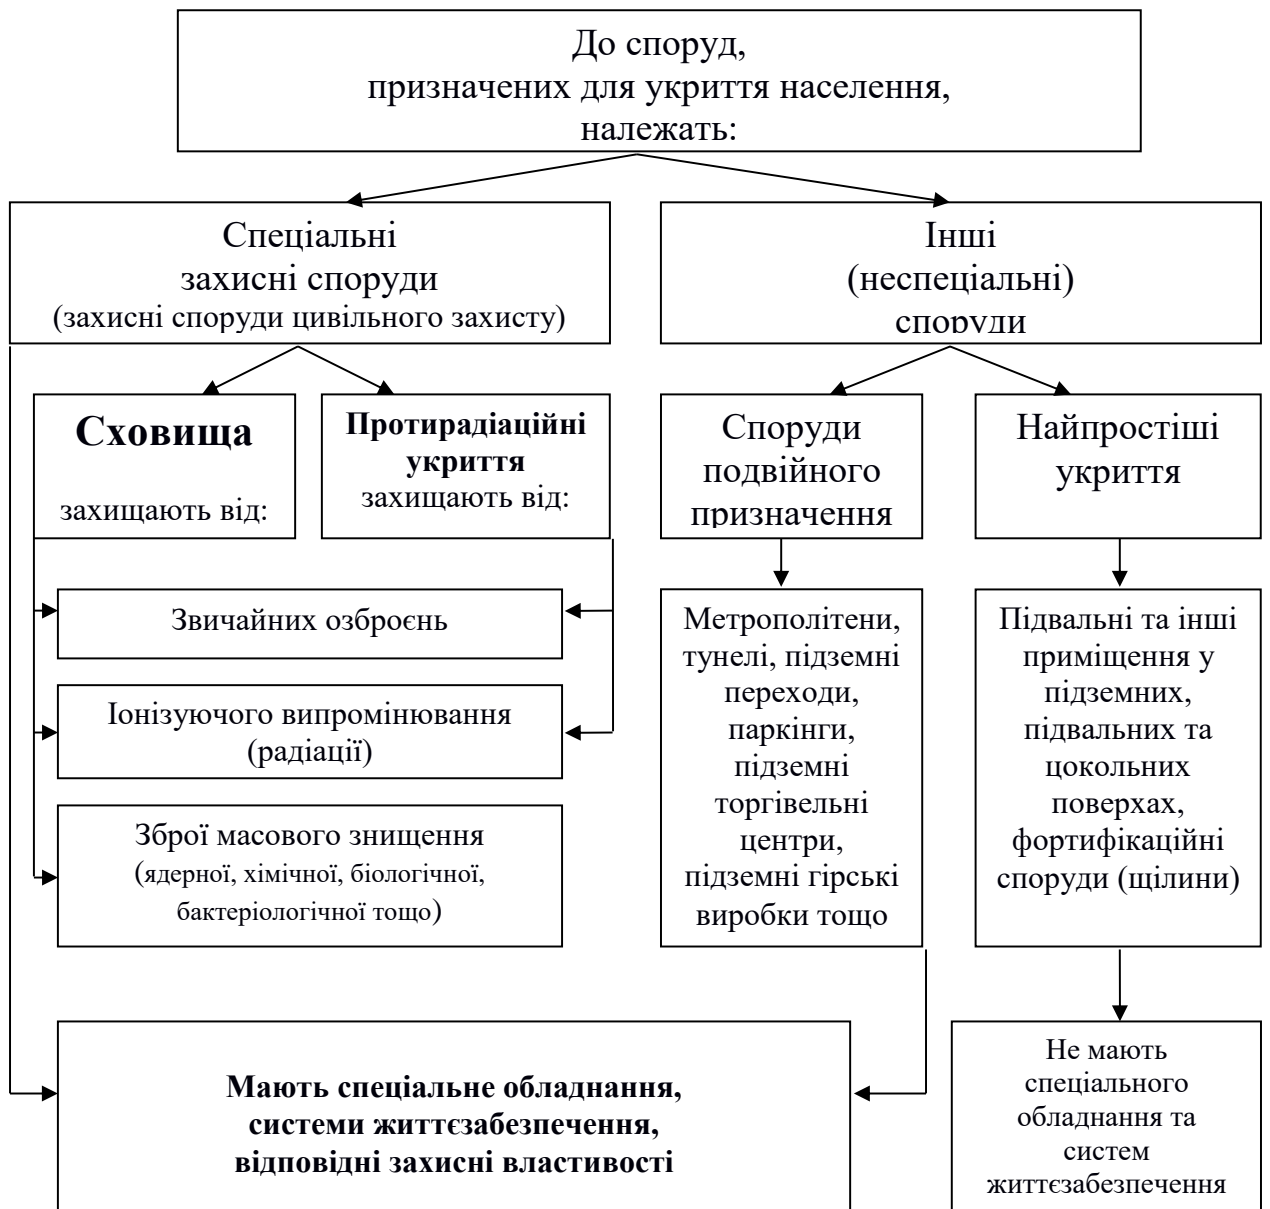 До споруд,
призначених для укриття населення,
належать:
Спеціальні
захисні споруди
(захисні споруди цивільного захисту)
Інші
(неспеціальні)
споруди
Сховища
захищають від:
Протирадіаційні
укриття
захищають від:
Споруди
подвійного
призначення
Найпростіші
укриття
Звичайних озброєнь
Іонізуючого випромінювання
(радіації)
Зброї масового знищення
(ядерної, хімічної, біологічної,
бактеріологічної тощо)
Метрополітени,
тунелі, підземні
переходи,
паркінги,
підземні
торгівельні
центри,
підземні гірські
виробки тощо
Підвальні та інші
приміщення у
підземних,
підвальних та
цокольних
поверхах,
фортифікаційні
споруди (щілини)
Мають спеціальне обладнання,
системи життєзабезпечення,
відповідні захисні властивості
Не мають
спеціального
обладнання та
систем
життєзабезпечення